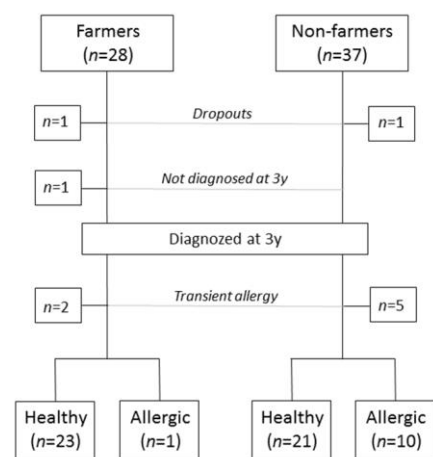 Farmers
(n=28)
Non-farmers
(n=37)
n=1
Dropouts
n=1
n=1
Not diagnosed at 3y
Diagnozed at 3y
n=2
Transient allergy
n=5
Healthy
(n=23)
Allergic
(n=1)
Healthy
(n=21)
Allergic
(n=10)